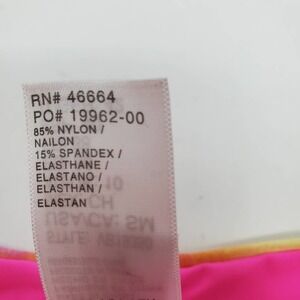 RN# 46664
PO# 19962-00
85% NYLON /
NAILON
15% SPANDEX /
ELASTHANE /
ELASTANO /
ELASTHAN /
ELASTAN